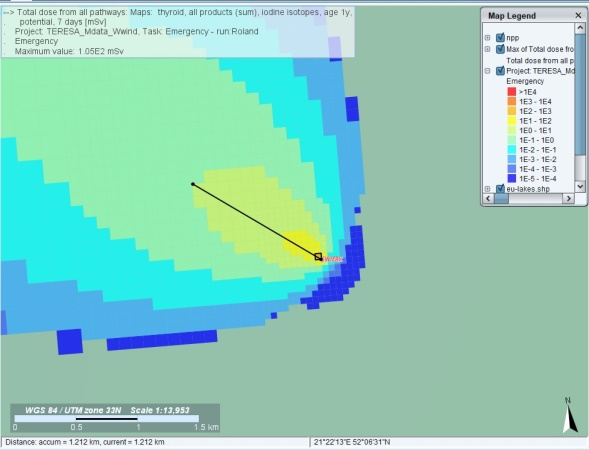 --> Total dose from all pathways: Maps: thyroid, all products (sum), iodine isotopes, age 1y,
potential, 7 days [mSv]
Project: TERESA_Mdata_Wwind, Task: Emergency - run Roland
Emergency
Maximum value: 1.05E2 mSv
Map Legend
npp
Max of Total dose fro
Total dose from all p
Project: TERESA_Md
Emergency
>1E4
1E3 - 1E4
1E2 - 1E3
1E1 - 1E2
1E0 - 1E1
1E-1 - 1E0
1E-2 - 1E-1
1E-3 - 1E-2
1E-4 - 1E-3
1E-5 - 1E-4
eu-lakes.shp
WGS 84 / UTM zone 33N Scale 1:13,953
0 0.5 1 1.5 km
N
Distance: accum = 1.212 km, current = 1.212 km
21°22'13"E 52°06'31"N